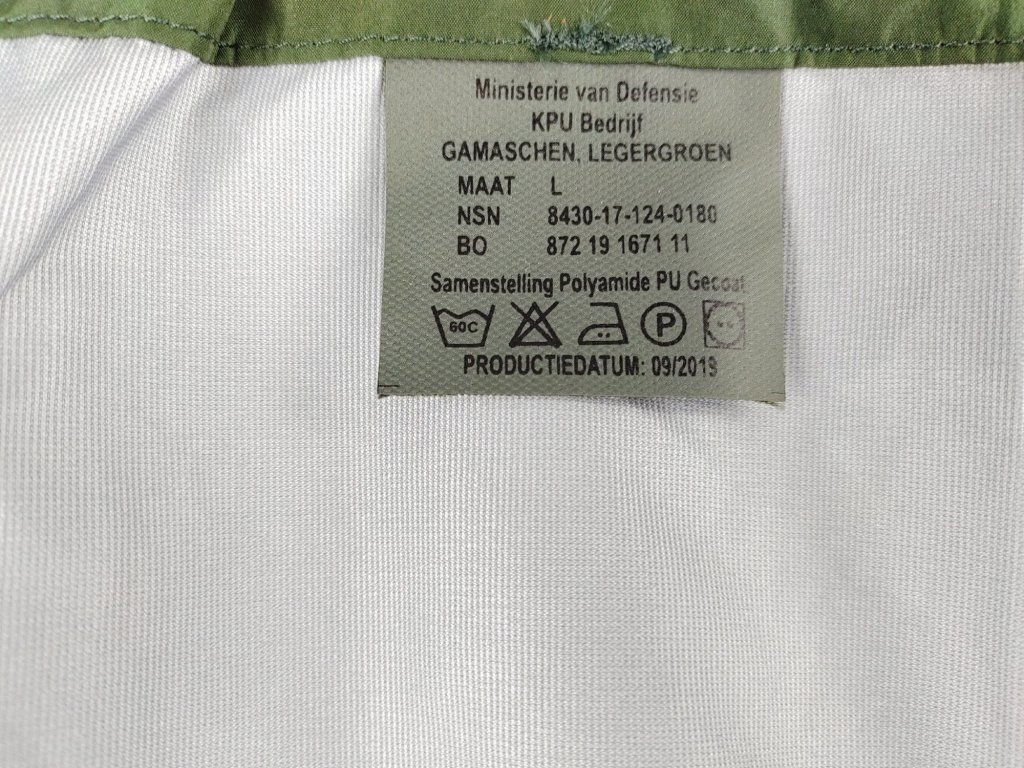 Ministerie van Defensie
KPU Bedrijf
GAMASCHEN. LEGERGROEN
MAAT L
NSN 8430-17-124-0180
BO 872 19 1671 11
Samenstelling Polyamide PU Gecoat
60C P
PRODUCTIEDATUM: 09/2019